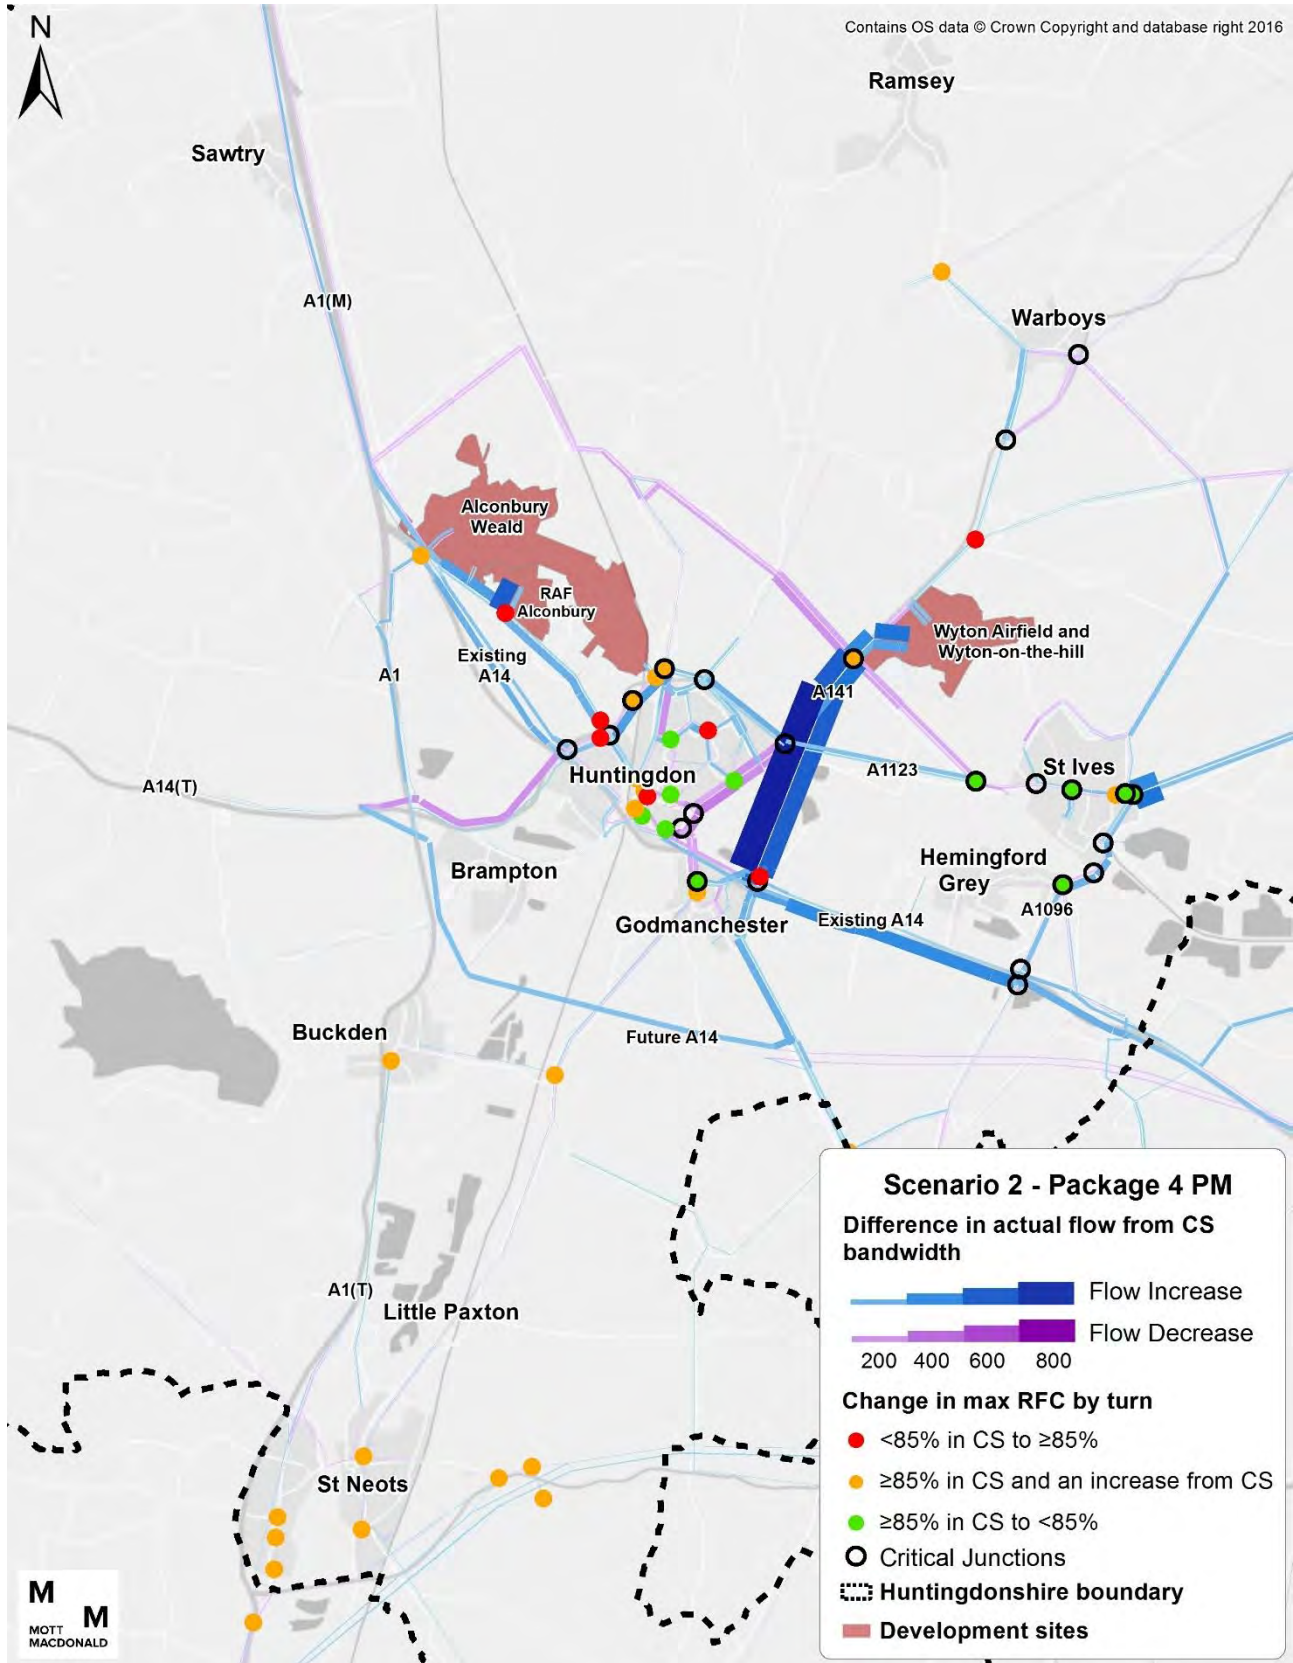 Contains OS data © Crown Copyright and database right 2016
N
Ramsey
Sawtry
A1(M)
Warboys
Alconbury
Weald
RAF
Alconbury
Wyton Airfield and
Wyton-on-the-hill
Existing
A14
A1
A141
A14(T)
Huntingdon
A1123
St Ives
Brampton
Hemingford
Grey
A1096
Godmanchester
Existing A14
Buckden
Future A14
A1(T)
Little Paxton
St Neots
Scenario 2 - Package 4 PM
Difference in actual flow from CS
bandwidth
Flow Increase
Flow Decrease
200 400 600 800
Change in max RFC by turn
<85% in CS to ≥85%
≥85% in CS and an increase from CS
≥85% in CS to <85%
Critical Junctions
Huntingdonshire boundary
Development sites
M
M
MOTT
MACDONALD